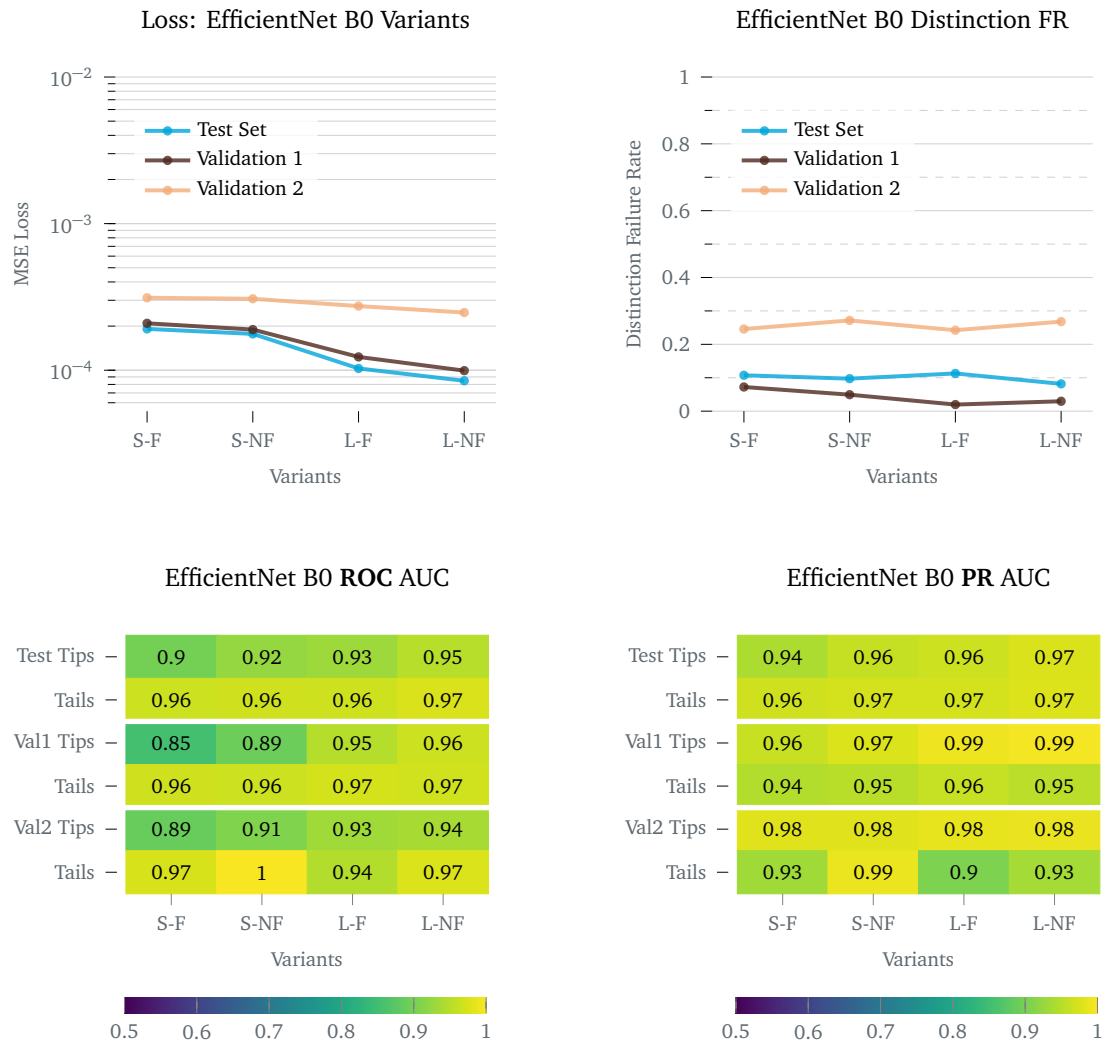 Loss: EfficientNet B0 Variants
10⁻²
10⁻³
10⁻⁴
MSE Loss
Test Set
Validation 1
Validation 2
S-F S-NF L-F L-NF
Variants
EfficientNet B0 Distinction FR
1
0.8
0.6
0.4
0.2
0
Distinction Failure Rate
Test Set
Validation 1
Validation 2
S-F S-NF L-F L-NF
Variants
EfficientNet B0 ROC AUC
Test Tips 0.9 0.92 0.93 0.95
Tails 0.96 0.96 0.96 0.97
Val1 Tips 0.85 0.89 0.95 0.96
Tails 0.96 0.96 0.97 0.97
Val2 Tips 0.89 0.91 0.93 0.94
Tails 0.97 1 0.94 0.97
S-F S-NF L-F L-NF
Variants
0.5 0.6 0.7 0.8 0.9 1
EfficientNet B0 PR AUC
Test Tips 0.94 0.96 0.96 0.97
Tails 0.96 0.97 0.97 0.97
Val1 Tips 0.96 0.97 0.99 0.99
Tails 0.94 0.95 0.96 0.95
Val2 Tips 0.98 0.98 0.98 0.98
Tails 0.93 0.99 0.9 0.93
S-F S-NF L-F L-NF
Variants
0.5 0.6 0.7 0.8 0.9 1